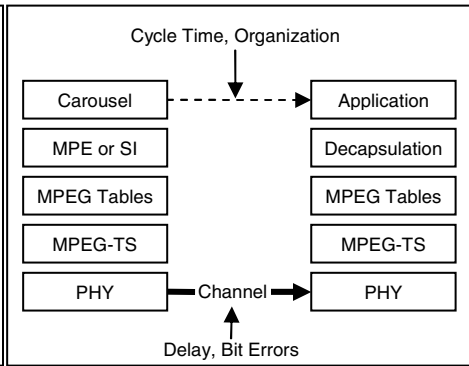 Cycle Time, Organization
Carousel
Application
MPE or SI
Decapsulation
MPEG Tables
MPEG Tables
MPEG-TS
MPEG-TS
PHY
Channel
PHY
Delay, Bit Errors